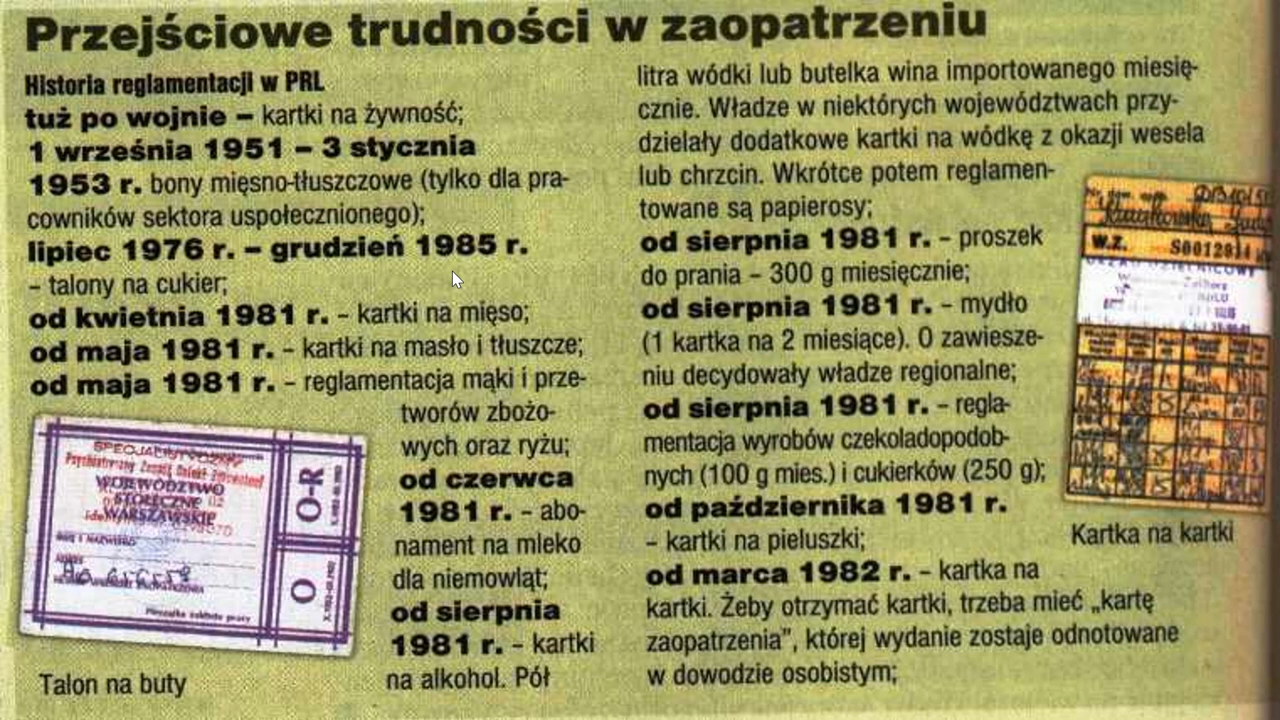 Przejściowe trudności w zaopatrzeniu
Historia reglamentacji w PRL
tuż po wojnie – kartki na żywność;
1 września 1951 – 3 stycznia
1953 r. bony mięsno-tłuszczowe (tylko dla pra-
cowników sektora uspołecznionego);
lipiec 1976 r. – grudzień 1985 r.
– talony na cukier;
od kwietnia 1981 r. – kartki na mięso;
od maja 1981 r. – kartki na masło i tłuszcze;
od maja 1981 r. – reglamentacja mąki i prze-
tworów zbożo-
wych oraz ryżu;
od czerwca
1981 r. – abo-
nament na mleko
dla niemowląt;
od sierpnia
1981 r. – kartki
na alkohol. Pół
litra wódki lub butelka wina importowanego miesię-
cznie. Władze w niektórych województwach przy-
dzielały dodatkowe kartki na wódkę z okazji wesela
lub chrzcin. Wkrótce potem reglamen-
towane są papierosy;
od sierpnia 1981 r. – proszek
do prania – 300 g miesięcznie;
od sierpnia 1981 r. – mydło
(1 kartka na 2 miesiące). O zawiesze-
niu decydowały władze regionalne;
od sierpnia 1981 r. – regla-
mentacja wyrobów czekoladopodob-
nych (100 g mies.) i cukierków (250 g);
od października 1981 r.
– kartki na pieluszki;
od marca 1982 r. – kartka na
kartki. Żeby otrzymać kartki, trzeba mieć „kartę
zaopatrzenia", której wydanie zostaje odnotowane
w dowodzie osobistym;
WOJEWÓDZTWO
STOŁECZNE
WARSZAWSKIE
IMIĘ I NAZWISKO
ADRES
Pieczątka zakładu pracy
O-R
O
Talon na buty
W.Z.
Kartka na kartki